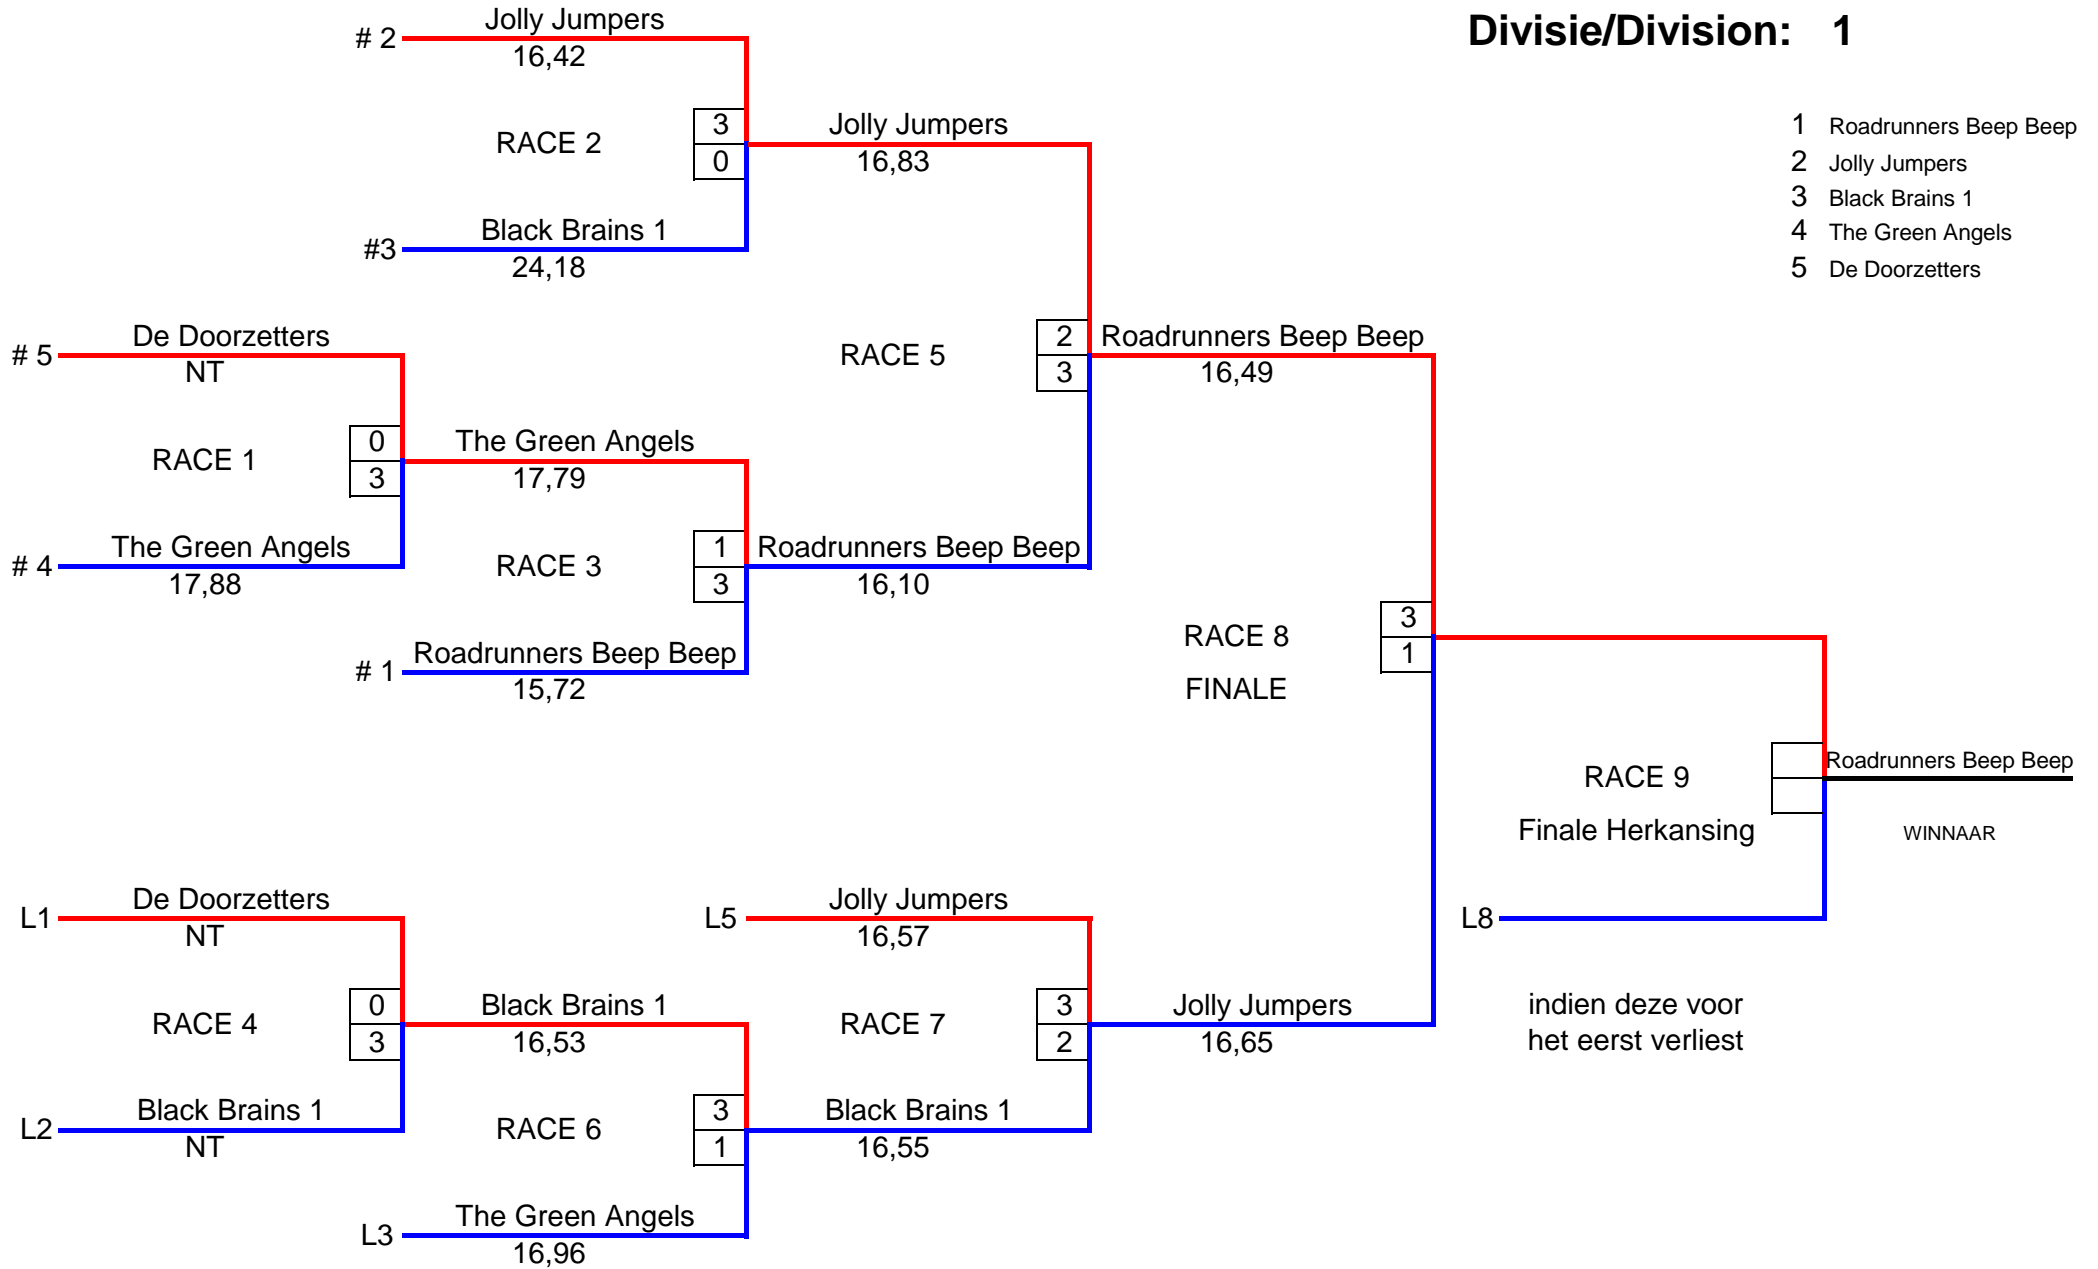 Divisie/Division: 1
1 Roadrunners Beep Beep
2 Jolly Jumpers
3 Black Brains 1
4 The Green Angels
5 De Doorzetters
# 2
Jolly Jumpers
16,42
RACE 2
3
0
#3
Black Brains 1
24,18
Jolly Jumpers
16,83
# 5
De Doorzetters
NT
RACE 1
0
3
# 4
The Green Angels
17,88
The Green Angels
17,79
RACE 3
1
3
# 1
Roadrunners Beep Beep
15,72
RACE 5
2
3
Roadrunners Beep Beep
16,10
Roadrunners Beep Beep
16,49
RACE 8
FINALE
3
1
RACE 9
Finale Herkansing
Roadrunners Beep Beep
WINNAAR
L1
De Doorzetters
NT
RACE 4
0
3
L2
Black Brains 1
NT
Black Brains 1
16,53
RACE 6
3
1
L3
The Green Angels
16,96
L5
Jolly Jumpers
16,57
RACE 7
3
2
Black Brains 1
16,55
Jolly Jumpers
16,65
L8
indien deze voor
het eerst verliest